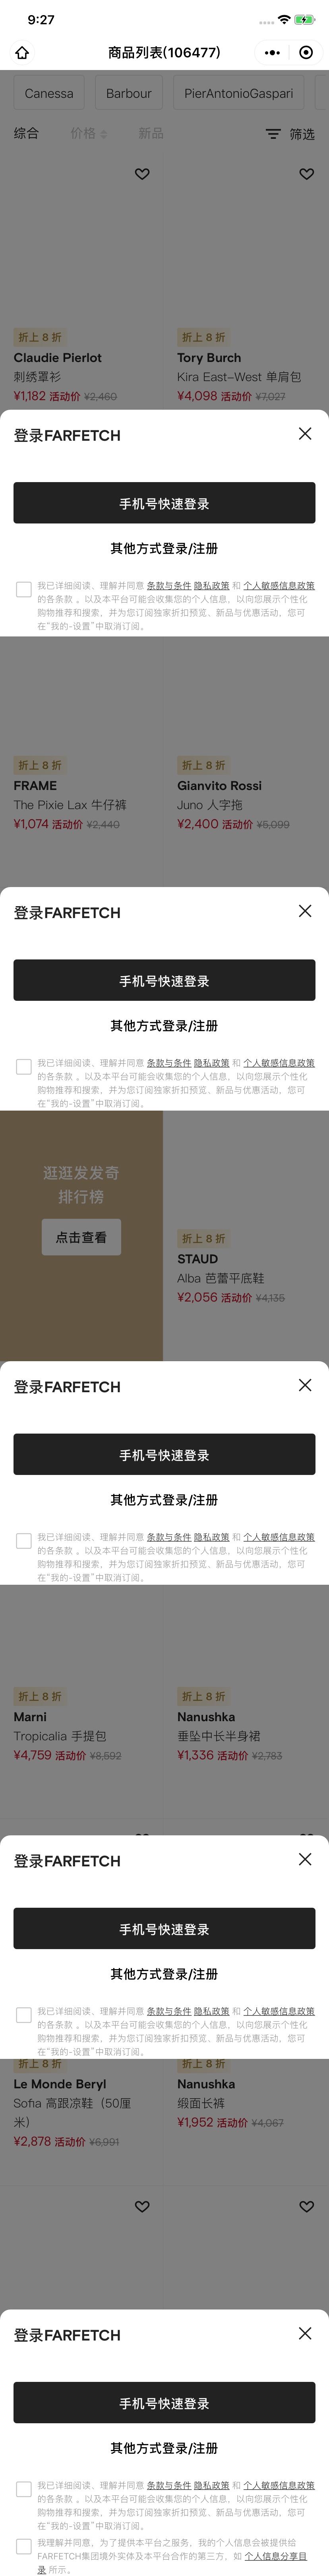 9:27
商品列表(106477)
Canessa Barbour PierAntonioGaspari
综合 价格 新品 筛选
折上 8 折 折上 8 折
Claudie Pierlot Tory Burch
刺绣罩衫 Kira East-West 单肩包
¥1,182 活动价 ¥2,460 ¥4,098 活动价 ¥7,027
登录FARFETCH
手机号快速登录
其他方式登录/注册
我已详细阅读、理解并同意 条款与条件 隐私政策 和 个人敏感信息政策
的各条款 。以及本平台可能会收集您的个人信息，以向您展示个性化
购物推荐和搜索，并为您订阅独家折扣预览、新品与优惠活动，您可
在“我的-设置”中取消订阅。
折上 8 折 折上 8 折
FRAME Gianvito Rossi
The Pixie Lax 牛仔裤 Juno 人字拖
¥1,074 活动价 ¥2,440 ¥2,400 活动价 ¥5,099
登录FARFETCH
手机号快速登录
其他方式登录/注册
我已详细阅读、理解并同意 条款与条件 隐私政策 和 个人敏感信息政策
的各条款 。以及本平台可能会收集您的个人信息，以向您展示个性化
购物推荐和搜索，并为您订阅独家折扣预览、新品与优惠活动，您可
在“我的-设置”中取消订阅。
逛逛发发奇
排行榜
点击查看
折上 8 折
STAUD
Alba 芭蕾平底鞋
¥2,056 活动价 ¥4,135
登录FARFETCH
手机号快速登录
其他方式登录/注册
我已详细阅读、理解并同意 条款与条件 隐私政策 和 个人敏感信息政策
的各条款 。以及本平台可能会收集您的个人信息，以向您展示个性化
购物推荐和搜索，并为您订阅独家折扣预览、新品与优惠活动，您可
在“我的-设置”中取消订阅。
折上 8 折 折上 8 折
Marni Nanushka
Tropicalia 手提包 垂坠中长半身裙
¥4,759 活动价 ¥8,592 ¥1,336 活动价 ¥2,783
登录FARFETCH
手机号快速登录
其他方式登录/注册
我已详细阅读、理解并同意 条款与条件 隐私政策 和 个人敏感信息政策
的各条款 。以及本平台可能会收集您的个人信息，以向您展示个性化
购物推荐和搜索，并为您订阅独家折扣预览、新品与优惠活动，您可
在“我的-设置”中取消订阅。
折上 8 折 折上 8 折
Le Monde Beryl Nanushka
Sofia 高跟凉鞋（50厘 缎面长裤
米） ¥1,952 活动价 ¥4,067
¥2,878 活动价 ¥6,991
登录FARFETCH
手机号快速登录
其他方式登录/注册
我已详细阅读、理解并同意 条款与条件 隐私政策 和 个人敏感信息政策
的各条款 。以及本平台可能会收集您的个人信息，以向您展示个性化
购物推荐和搜索，并为您订阅独家折扣预览、新品与优惠活动，您可
在“我的-设置”中取消订阅。
我理解并同意，为了提供本平台之服务，我的个人信息会被提供给
FARFETCH集团境外实体及本平台合作的第三方，如 个人信息分享目
录 所示。